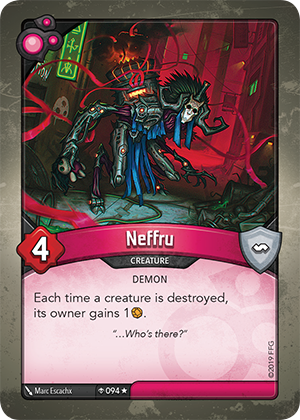 4
Neffru
CREATURE
DEMON
Each time a creature is destroyed,
its owner gains 1.
“...Who’s there?”
Marc Escachx
094
©2019 FFG